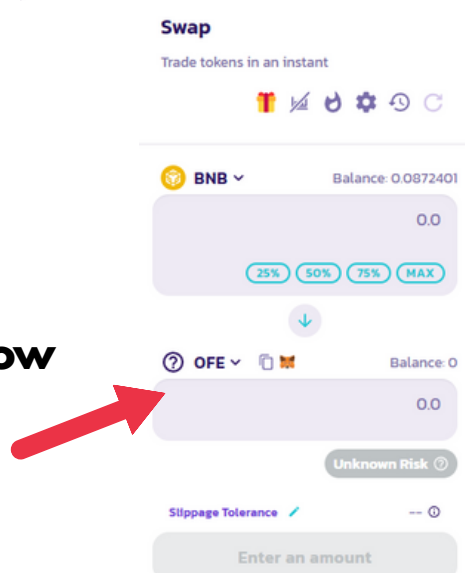 Swap
Trade tokens in an instant
BNB Balance: 0.0872401
0.0
25% 50% 75% MAX
ow
OFE Balance: 0
0.0
Unknown Risk
Slippage Tolerance --
Enter an amount